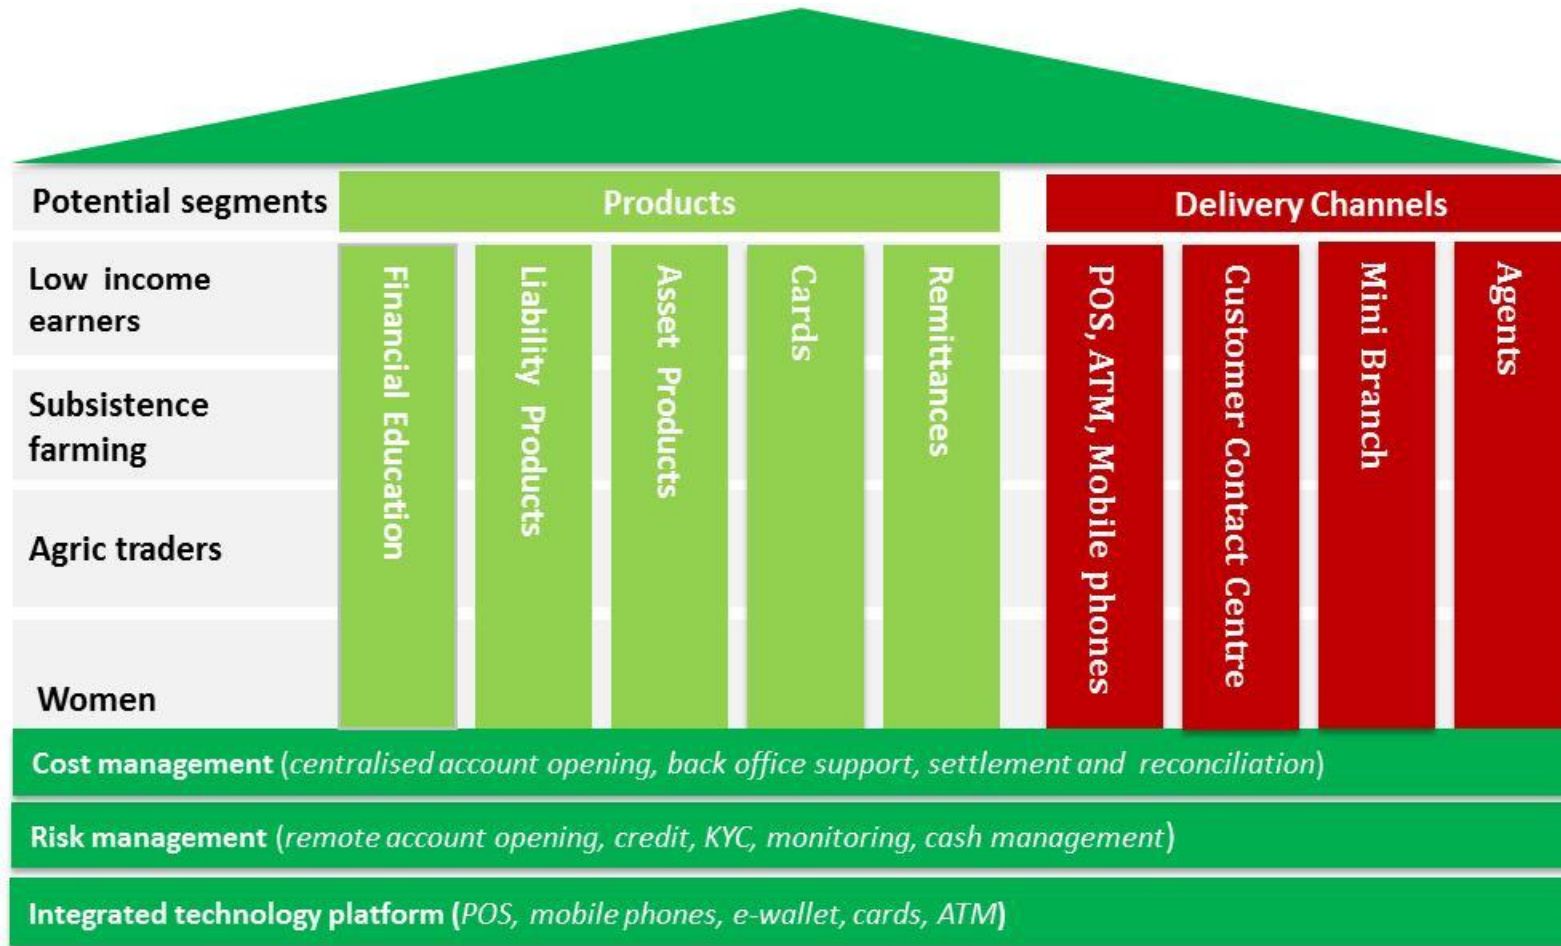 Potential segments
Products
Delivery Channels
Low income
earners
Subsistence
farming
Agric traders
Women
Financial Education
Liability Products
Asset Products
Cards
Remittances
POS, ATM, Mobile phones
Customer Contact Centre
Mini Branch
Agents
Cost management (centralised account opening, back office support, settlement and reconciliation)
Risk management (remote account opening, credit, KYC, monitoring, cash management)
Integrated technology platform (POS, mobile phones, e-wallet, cards, ATM)